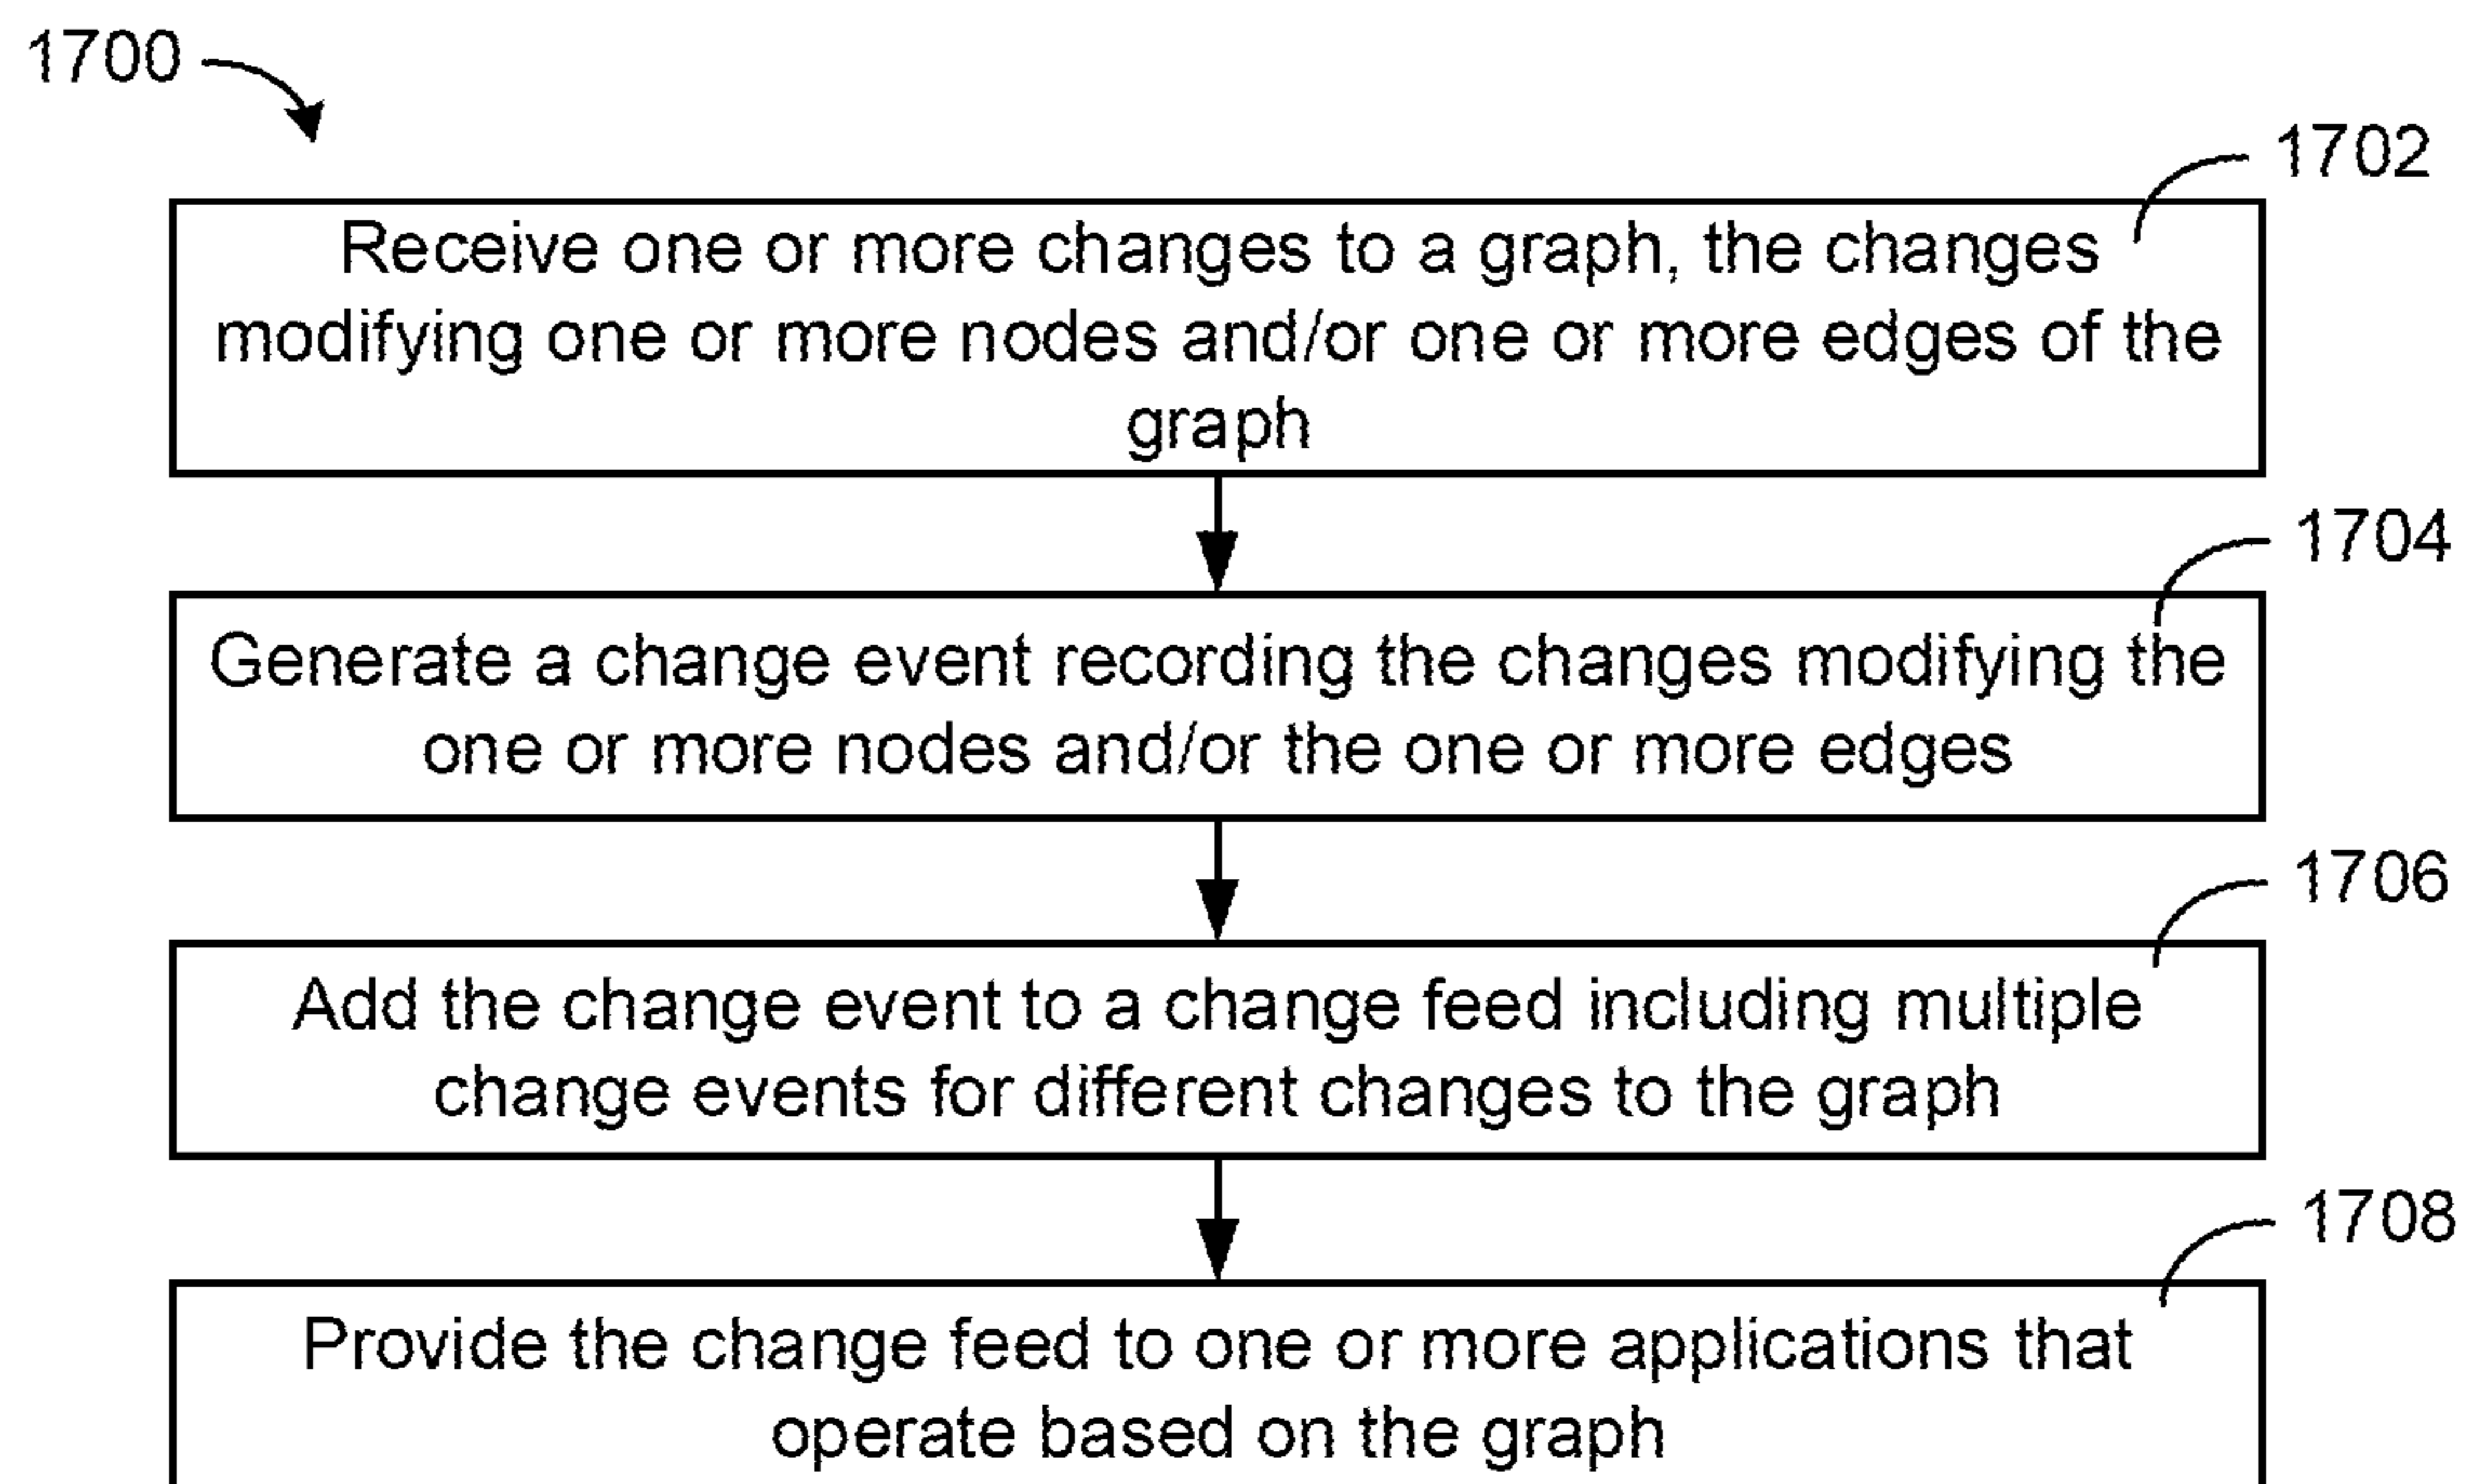 1700
1702
Receive one or more changes to a graph, the changes
modifying one or more nodes and/or one or more edges of the
graph
1704
Generate a change event recording the changes modifying the
one or more nodes and/or the one or more edges
1706
Add the change event to a change feed including multiple
change events for different changes to the graph
1708
Provide the change feed to one or more applications that
operate based on the graph